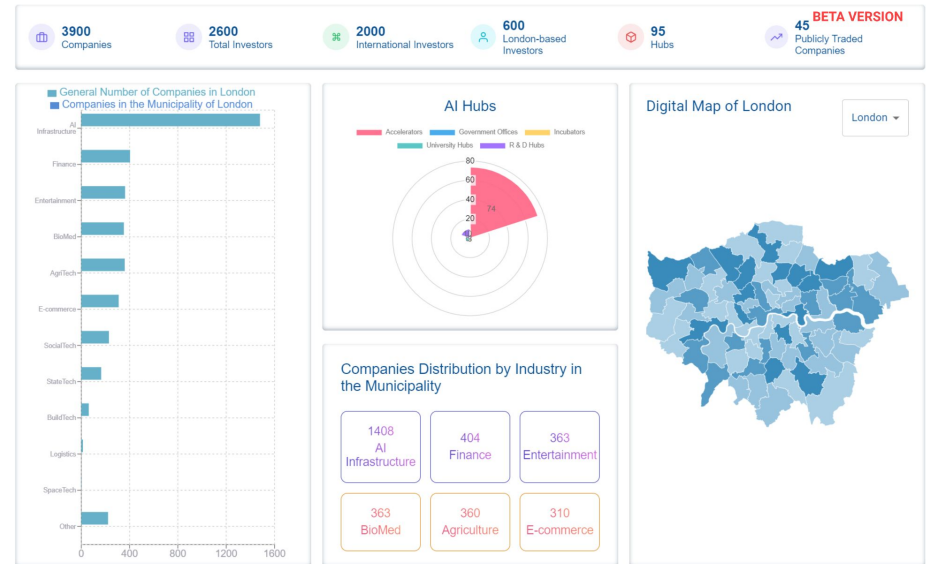 BETA VERSION
3900
Companies
2600
Total Investors
2000
International Investors
600
London-based
Investors
95
Hubs
45
Publicly Traded
Companies
General Number of Companies in London
Companies in the Municipality of London
AI
Infrastructure
Finance
Entertainment
BioMed
AgriTech
E-commerce
SocialTech
StateTech
BuildTech
Logistics
SpaceTech
Other
0 400 800 1200 1600
AI Hubs
Accelerators Government Offices Incubators
University Hubs R & D Hubs
80
60
40
20
74
Companies Distribution by Industry in
the Municipality
1408
AI
Infrastructure
404
Finance
363
Entertainment
363
BioMed
360
Agriculture
310
E-commerce
Digital Map of London
London